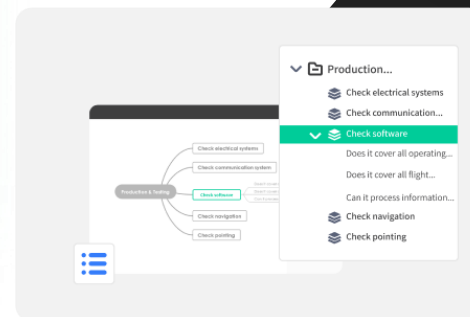 Production...
Check electrical systems
Check communication...
Check software
Does it cover all operating...
Does it cover all flight...
Can it process information...
Check navigation
Check pointing
Production & Testing
Check electrical systems
Check communication system
Check software
Check navigation
Check pointing